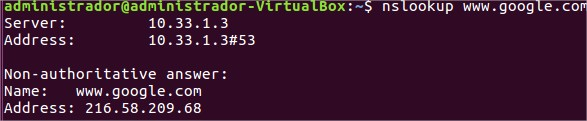 administrador@administrador-VirtualBox:~$ nslookup www.google.com
Server:		10.33.1.3
Address:	10.33.1.3#53

Non-authoritative answer:
Name:	www.google.com
Address: 216.58.209.68